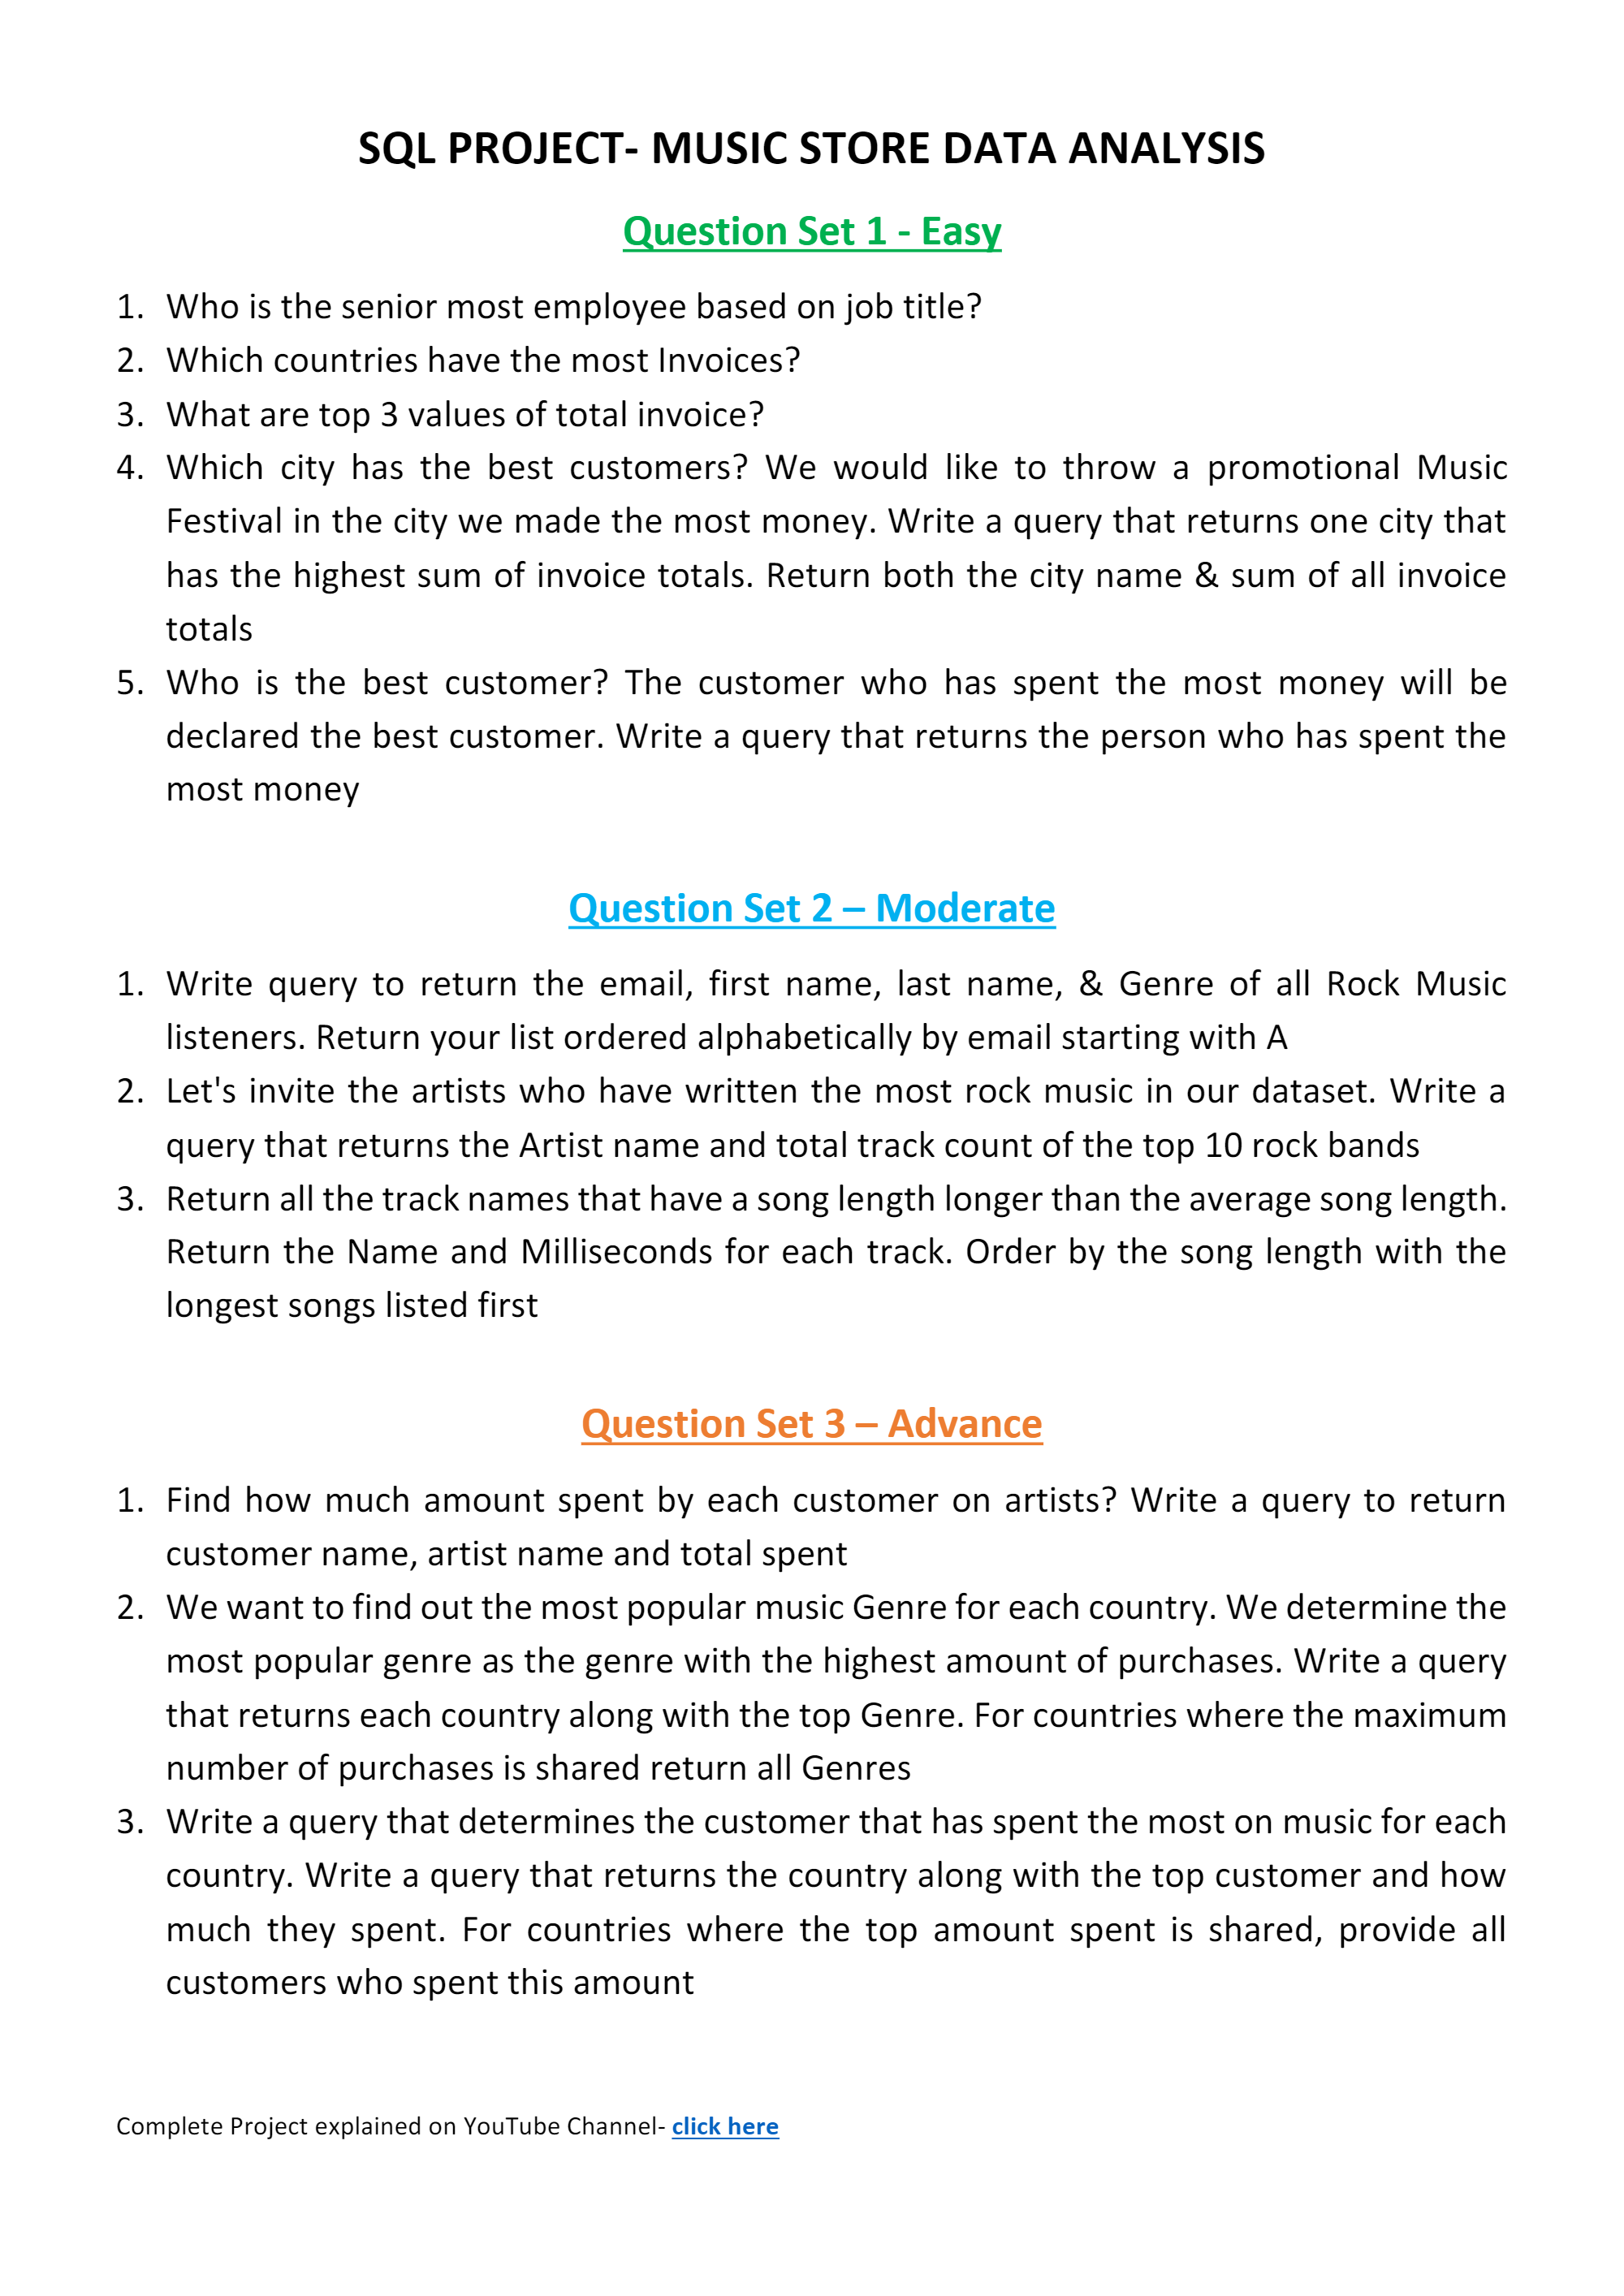 SQL PROJECT- MUSIC STORE DATA ANALYSIS
Question Set 1 - Easy
1. Who is the senior most employee based on job title?
2. Which countries have the most Invoices?
3. What are top 3 values of total invoice?
4. Which city has the best customers? We would like to throw a promotional Music
Festival in the city we made the most money. Write a query that returns one city that
has the highest sum of invoice totals. Return both the city name & sum of all invoice
totals
5. Who is the best customer? The customer who has spent the most money will be
declared the best customer. Write a query that returns the person who has spent the
most money
Question Set 2 – Moderate
1. Write query to return the email, first name, last name, & Genre of all Rock Music
listeners. Return your list ordered alphabetically by email starting with A
2. Let's invite the artists who have written the most rock music in our dataset. Write a
query that returns the Artist name and total track count of the top 10 rock bands
3. Return all the track names that have a song length longer than the average song length.
Return the Name and Milliseconds for each track. Order by the song length with the
longest songs listed first
Question Set 3 – Advance
1. Find how much amount spent by each customer on artists? Write a query to return
customer name, artist name and total spent
2. We want to find out the most popular music Genre for each country. We determine the
most popular genre as the genre with the highest amount of purchases. Write a query
that returns each country along with the top Genre. For countries where the maximum
number of purchases is shared return all Genres
3. Write a query that determines the customer that has spent the most on music for each
country. Write a query that returns the country along with the top customer and how
much they spent. For countries where the top amount spent is shared, provide all
customers who spent this amount
Complete Project explained on YouTube Channel- click here